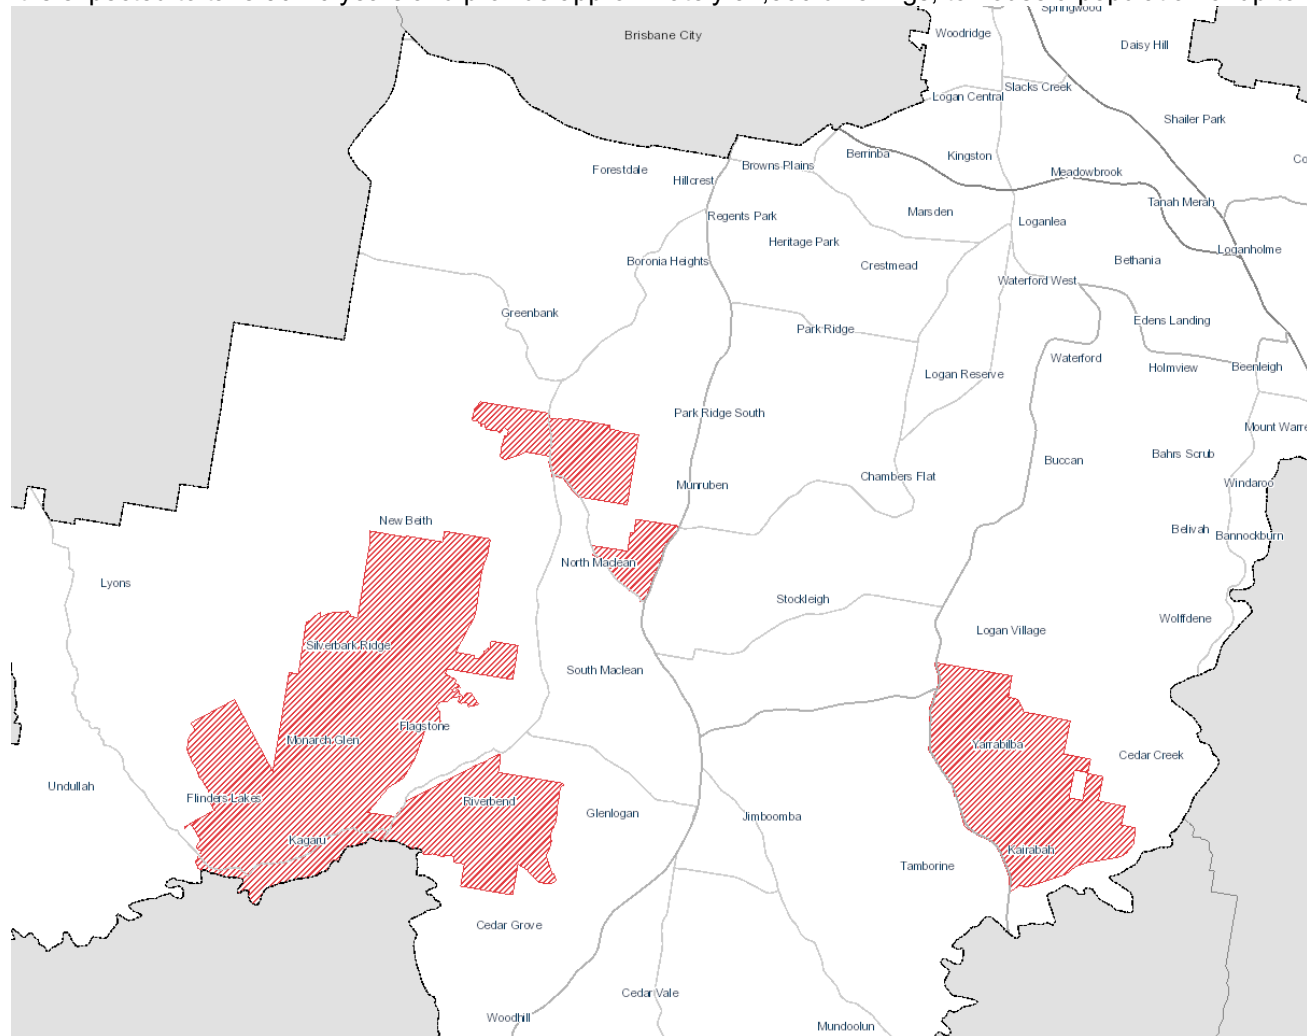 Springwood
Brisbane City
Woodridge
Daisy Hill
Slacks Creek
Logan Central
Shailer Park
Berrinba
Kingston
Browns Plains
Forestdale
Hillcrest
Meadowbrook
Tanah Merah
Regents Park
Marsden
Loganlea
Heritage Park
Loganholme
Boronia Heights
Crestmead
Bethania
Waterford West
Greenbank
Edens Landing
Park Ridge
Waterford
Holmview
Beenleigh
Logan Reserve
Park Ridge South
Mount Warre
Bahrs Scrub
Buccan
Chambers Flat
Windaroo
Munruben
New Beith
Belivah
Bannockburn
North Maclean
Lyons
Stockleigh
Wolffdene
Logan Village
Silverbark Ridge
South Maclean
Flagstone
Monarch Glen
Yarrabilba
Cedar Creek
Undullah
Flinders Lakes
Riverbend
Glenlogan
Jimboomba
Kagaru
Karrabah
Tamborine
Cedar Grove
Cedar Vale
Woodhill
Mundoolun